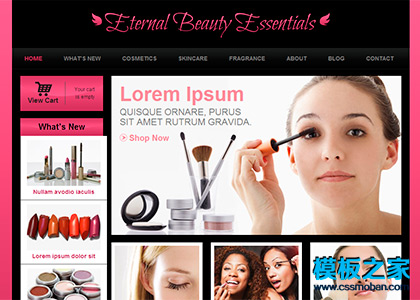 Eternal Beauty Essentials
HOME WHAT'S NEW COSMETICS SKINCARE FRAGRANCE ABOUT BLOG CONTACT
View Cart
Your cart
is empty
What's New
Nullam avodio iaculis
Lorem ipsum dolor sit
Lorem Ipsum
QUISQUE ORNARE, PURUS
SIT AMET RUTRUM GRAVIDA.
Shop Now
模板之家
www.cssmoban.com